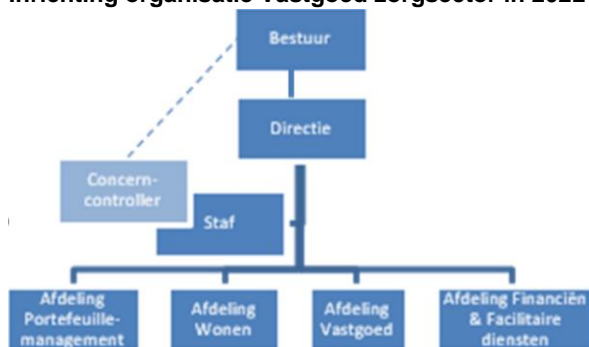 Inrichting organisatie Vastgoed zorgsector in 2022
Bestuur
Directie
Concern-
controller
Staf
Afdeling
Portefeuille-
management
Afdeling
Wonen
Afdeling
Vastgoed
Afdeling Financiën
& Facilitaire
diensten